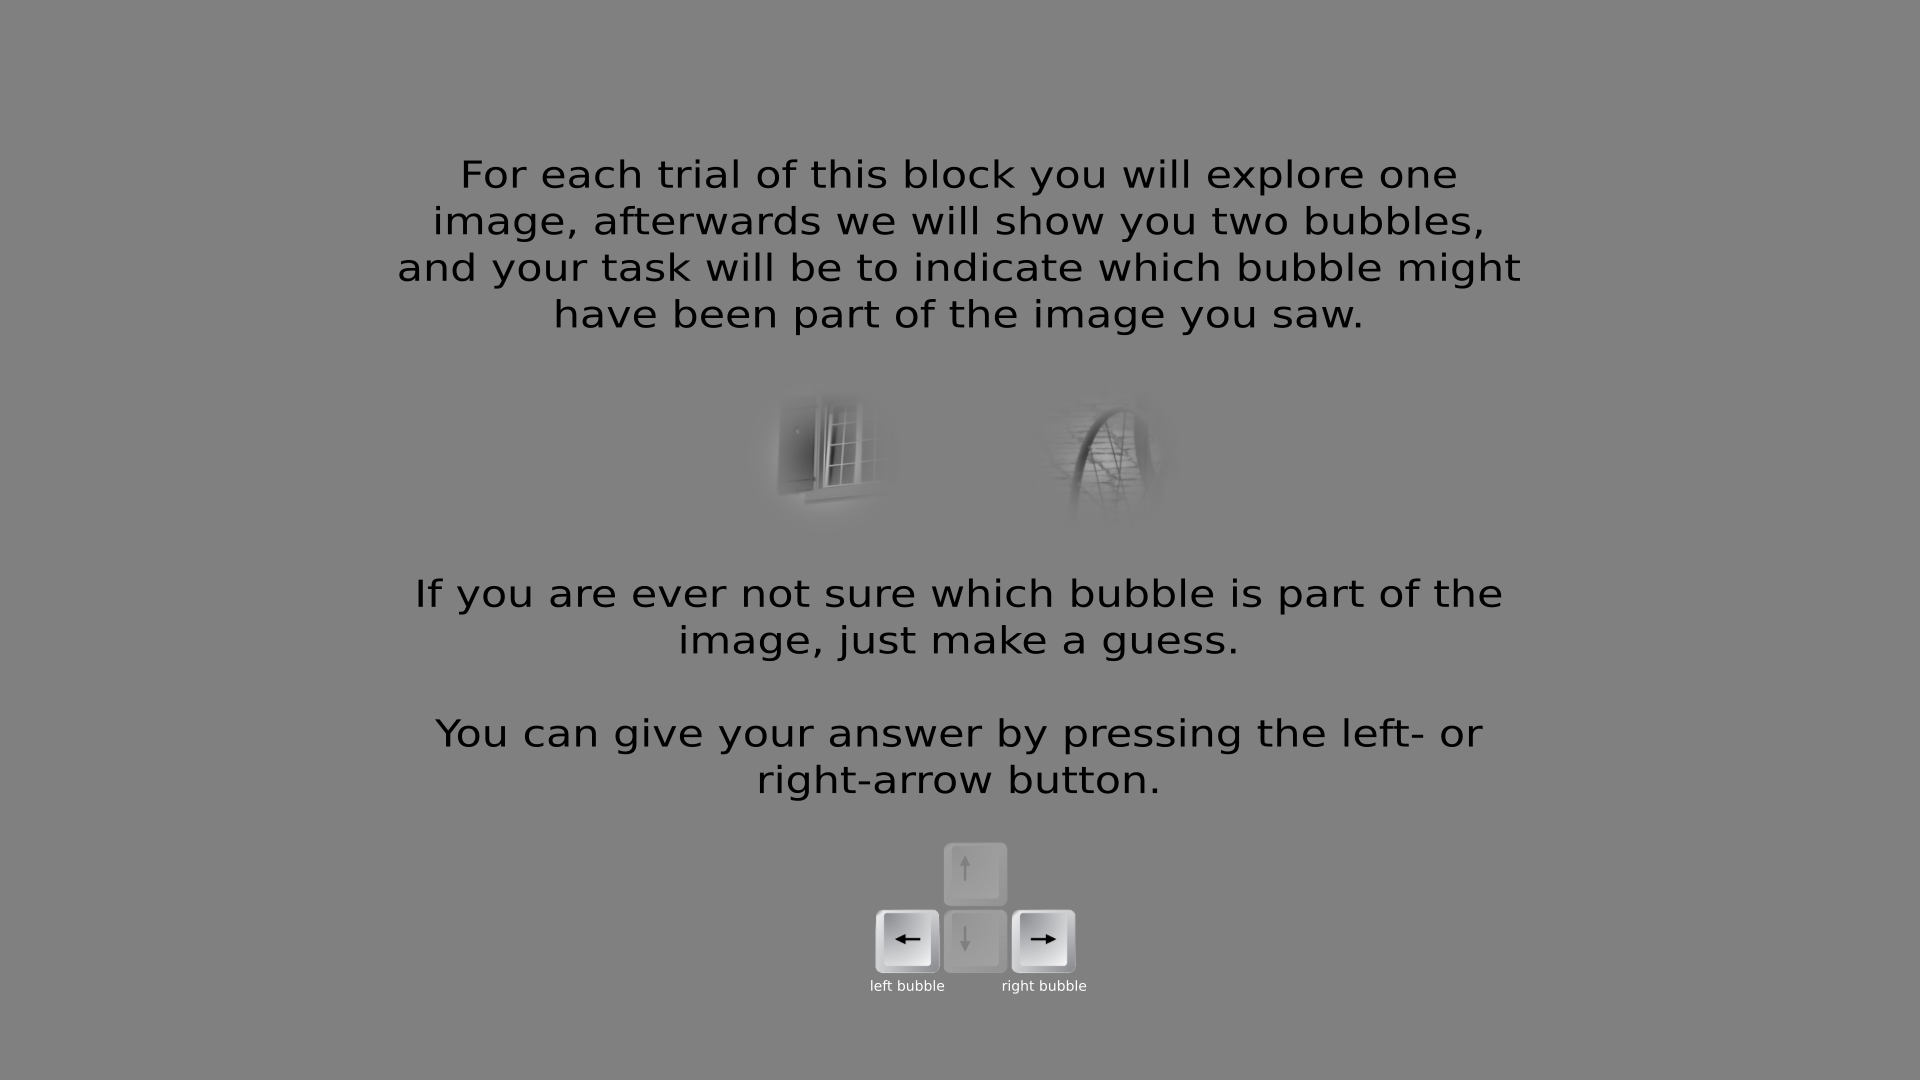 For each trial of this block you will explore one
image, afterwards we will show you two bubbles,
and your task will be to indicate which bubble might
have been part of the image you saw.
If you are ever not sure which bubble is part of the
image, just make a guess.
You can give your answer by pressing the left- or
right-arrow button.
left bubble
right bubble